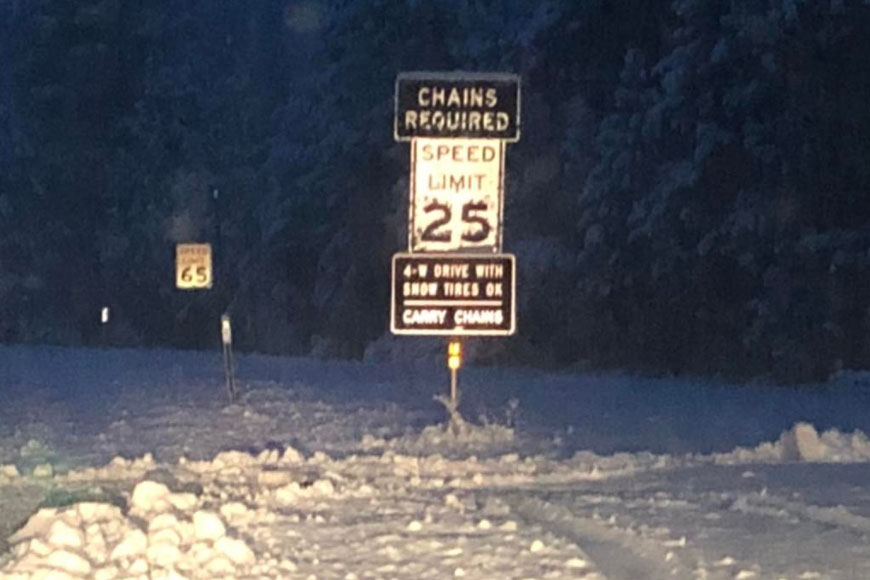 CHAINS
REQUIRED
SPEED
LIMIT
25
4-W DRIVE WITH
SNOW TIRES OK
CARRY CHAINS
SPEED
LIMIT
65